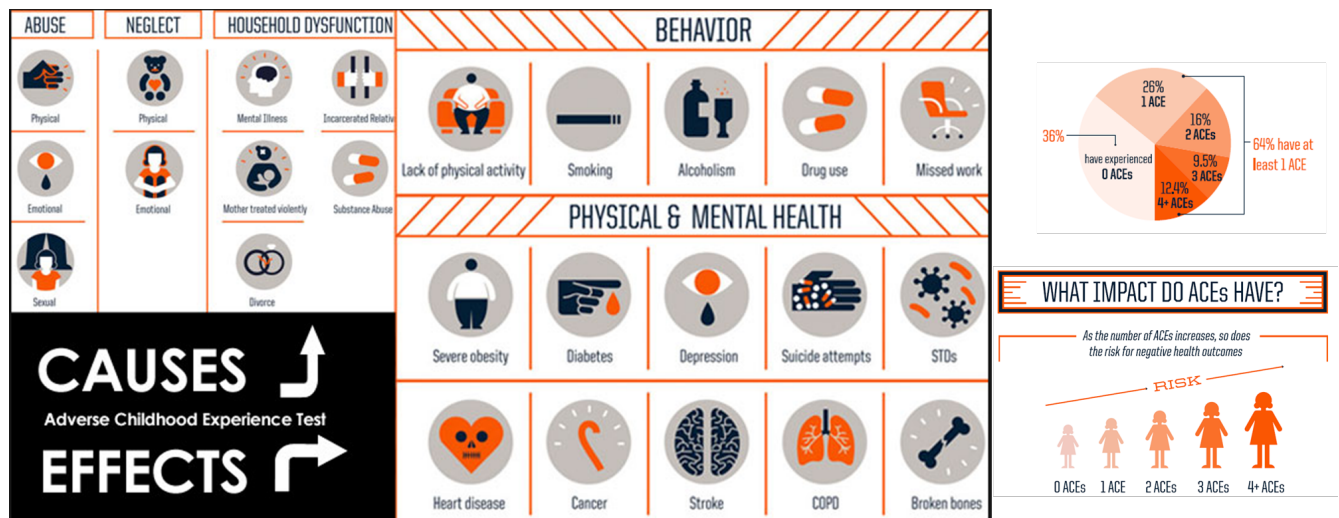 ABUSE
NEGLECT
HOUSEHOLD DYSFUNCTION
Physical
Physical
Mental Illness
Incarcerated Relativ
Emotional
Emotional
Mother treated violently
Substance Abuse
Sexual
Divorce
CAUSES
Adverse Childhood Experience Test
EFFECTS
BEHAVIOR
Lack of physical activity
Smoking
Alcoholism
Drug use
Missed work
PHYSICAL & MENTAL HEALTH
Severe obesity
Diabetes
Depression
Suicide attempts
STDs
Heart disease
Cancer
Stroke
COPD
Broken bones
26%
1 ACE
16%
2 ACEs
9.5%
3 ACEs
12.4%
4+ ACEs
36%
have experienced
0 ACEs
64% have at
least 1 ACE
WHAT IMPACT DO ACEs HAVE?
As the number of ACEs increases, so does
the risk for negative health outcomes
RISK
0 ACEs
1 ACE
2 ACEs
3 ACEs
4+ ACEs